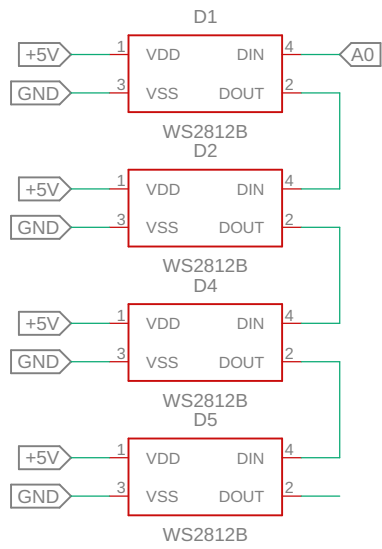 D1
+5V 1 VDD DIN 4 A0
GND 3 VSS DOUT 2
WS2812B
D2
+5V 1 VDD DIN 4
GND 3 VSS DOUT 2
WS2812B
D4
+5V 1 VDD DIN 4
GND 3 VSS DOUT 2
WS2812B
D5
+5V 1 VDD DIN 4
GND 3 VSS DOUT 2
WS2812B